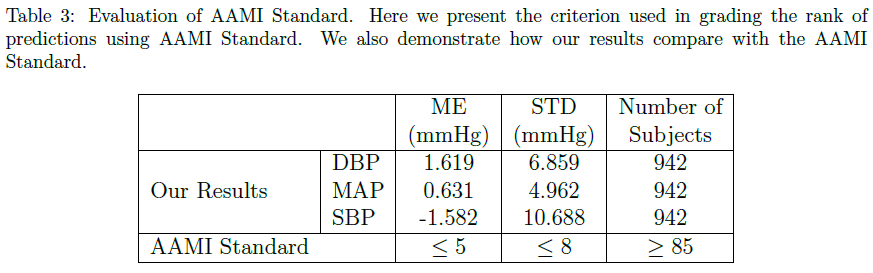 Table 3: Evaluation of AAMI Standard. Here we present the criterion used in grading the rank of
predictions using AAMI Standard. We also demonstrate how our results compare with the AAMI
Standard.
ME STD Number of
(mmHg) (mmHg) Subjects
DBP 1.619 6.859 942
Our Results MAP 0.631 4.962 942
SBP -1.582 10.688 942
AAMI Standard ≤ 5 ≤ 8 ≥ 85